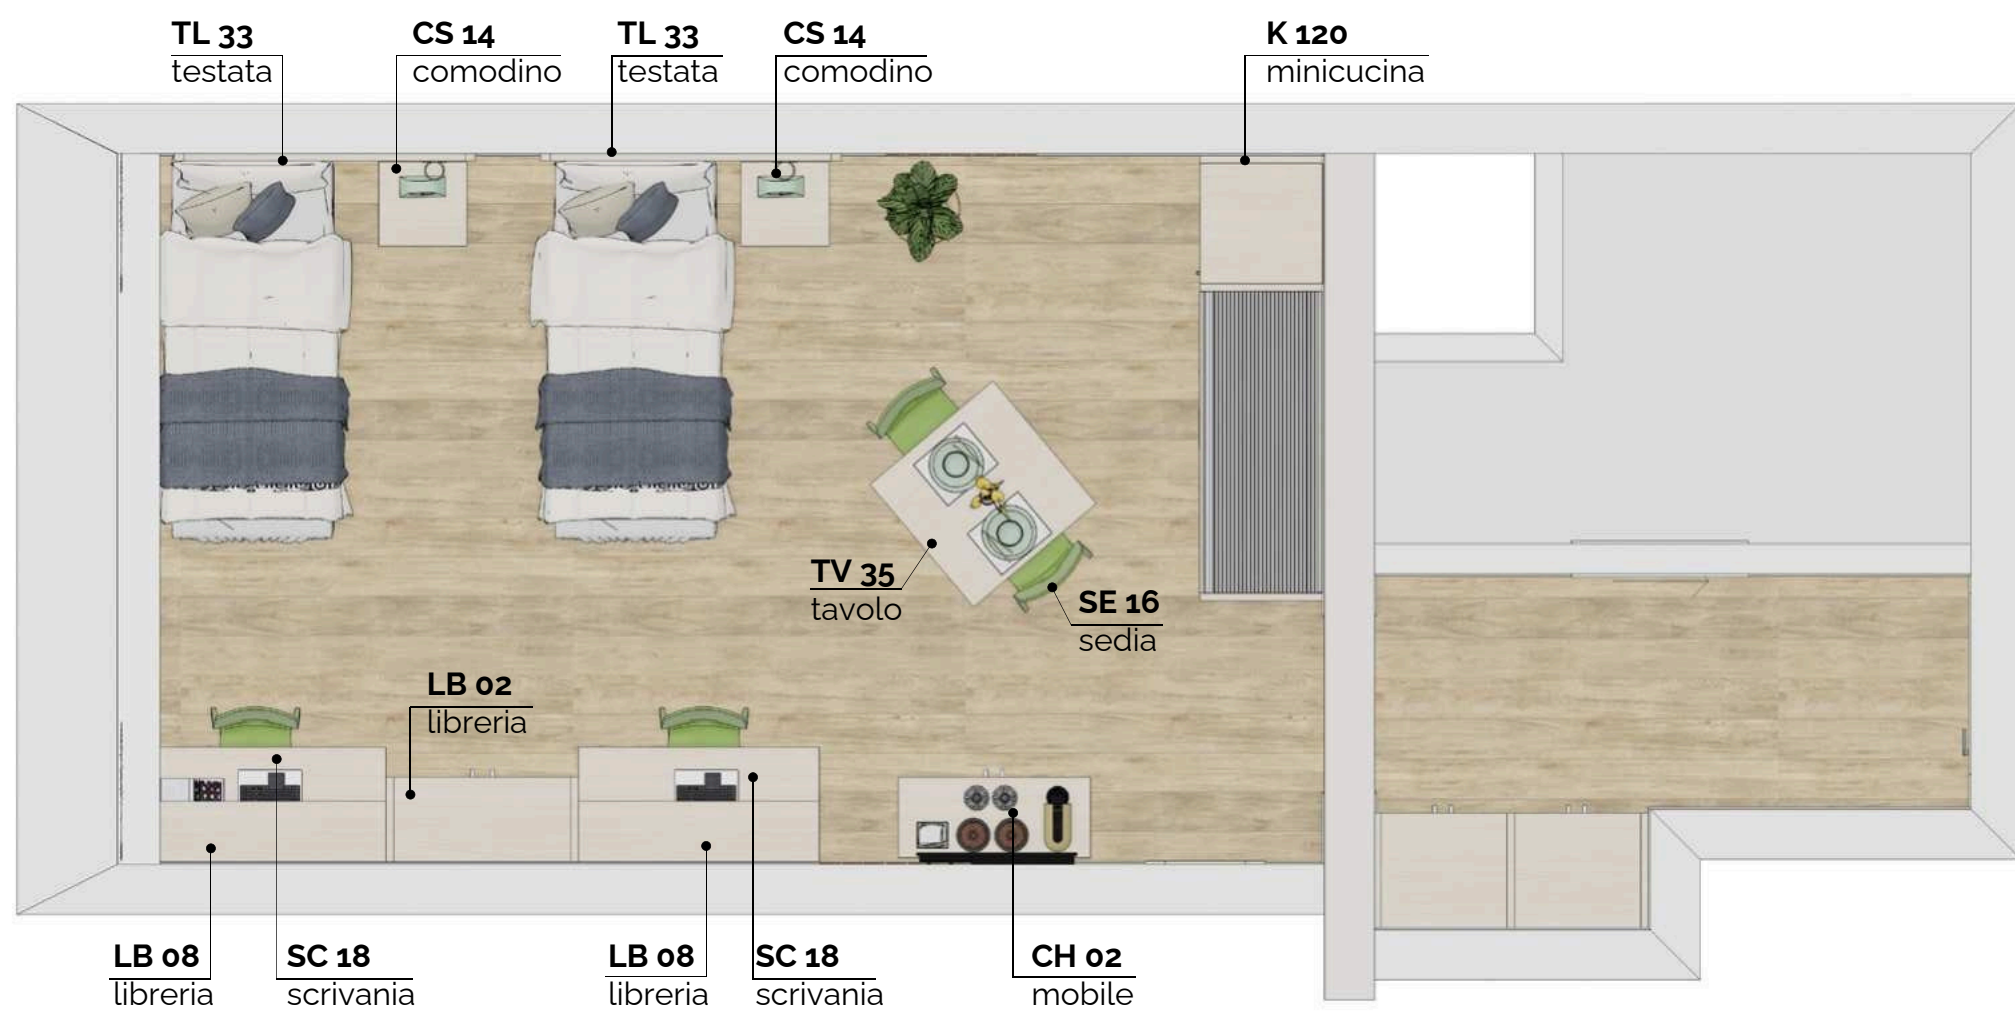 TL 33
testata
CS 14
comodino
TL 33
testata
CS 14
comodino
K 120
minicucina
TV 35
tavolo
SE 16
sedia
LB 02
libreria
LB 08
libreria
SC 18
scrivania
LB 08
libreria
SC 18
scrivania
CH 02
mobile